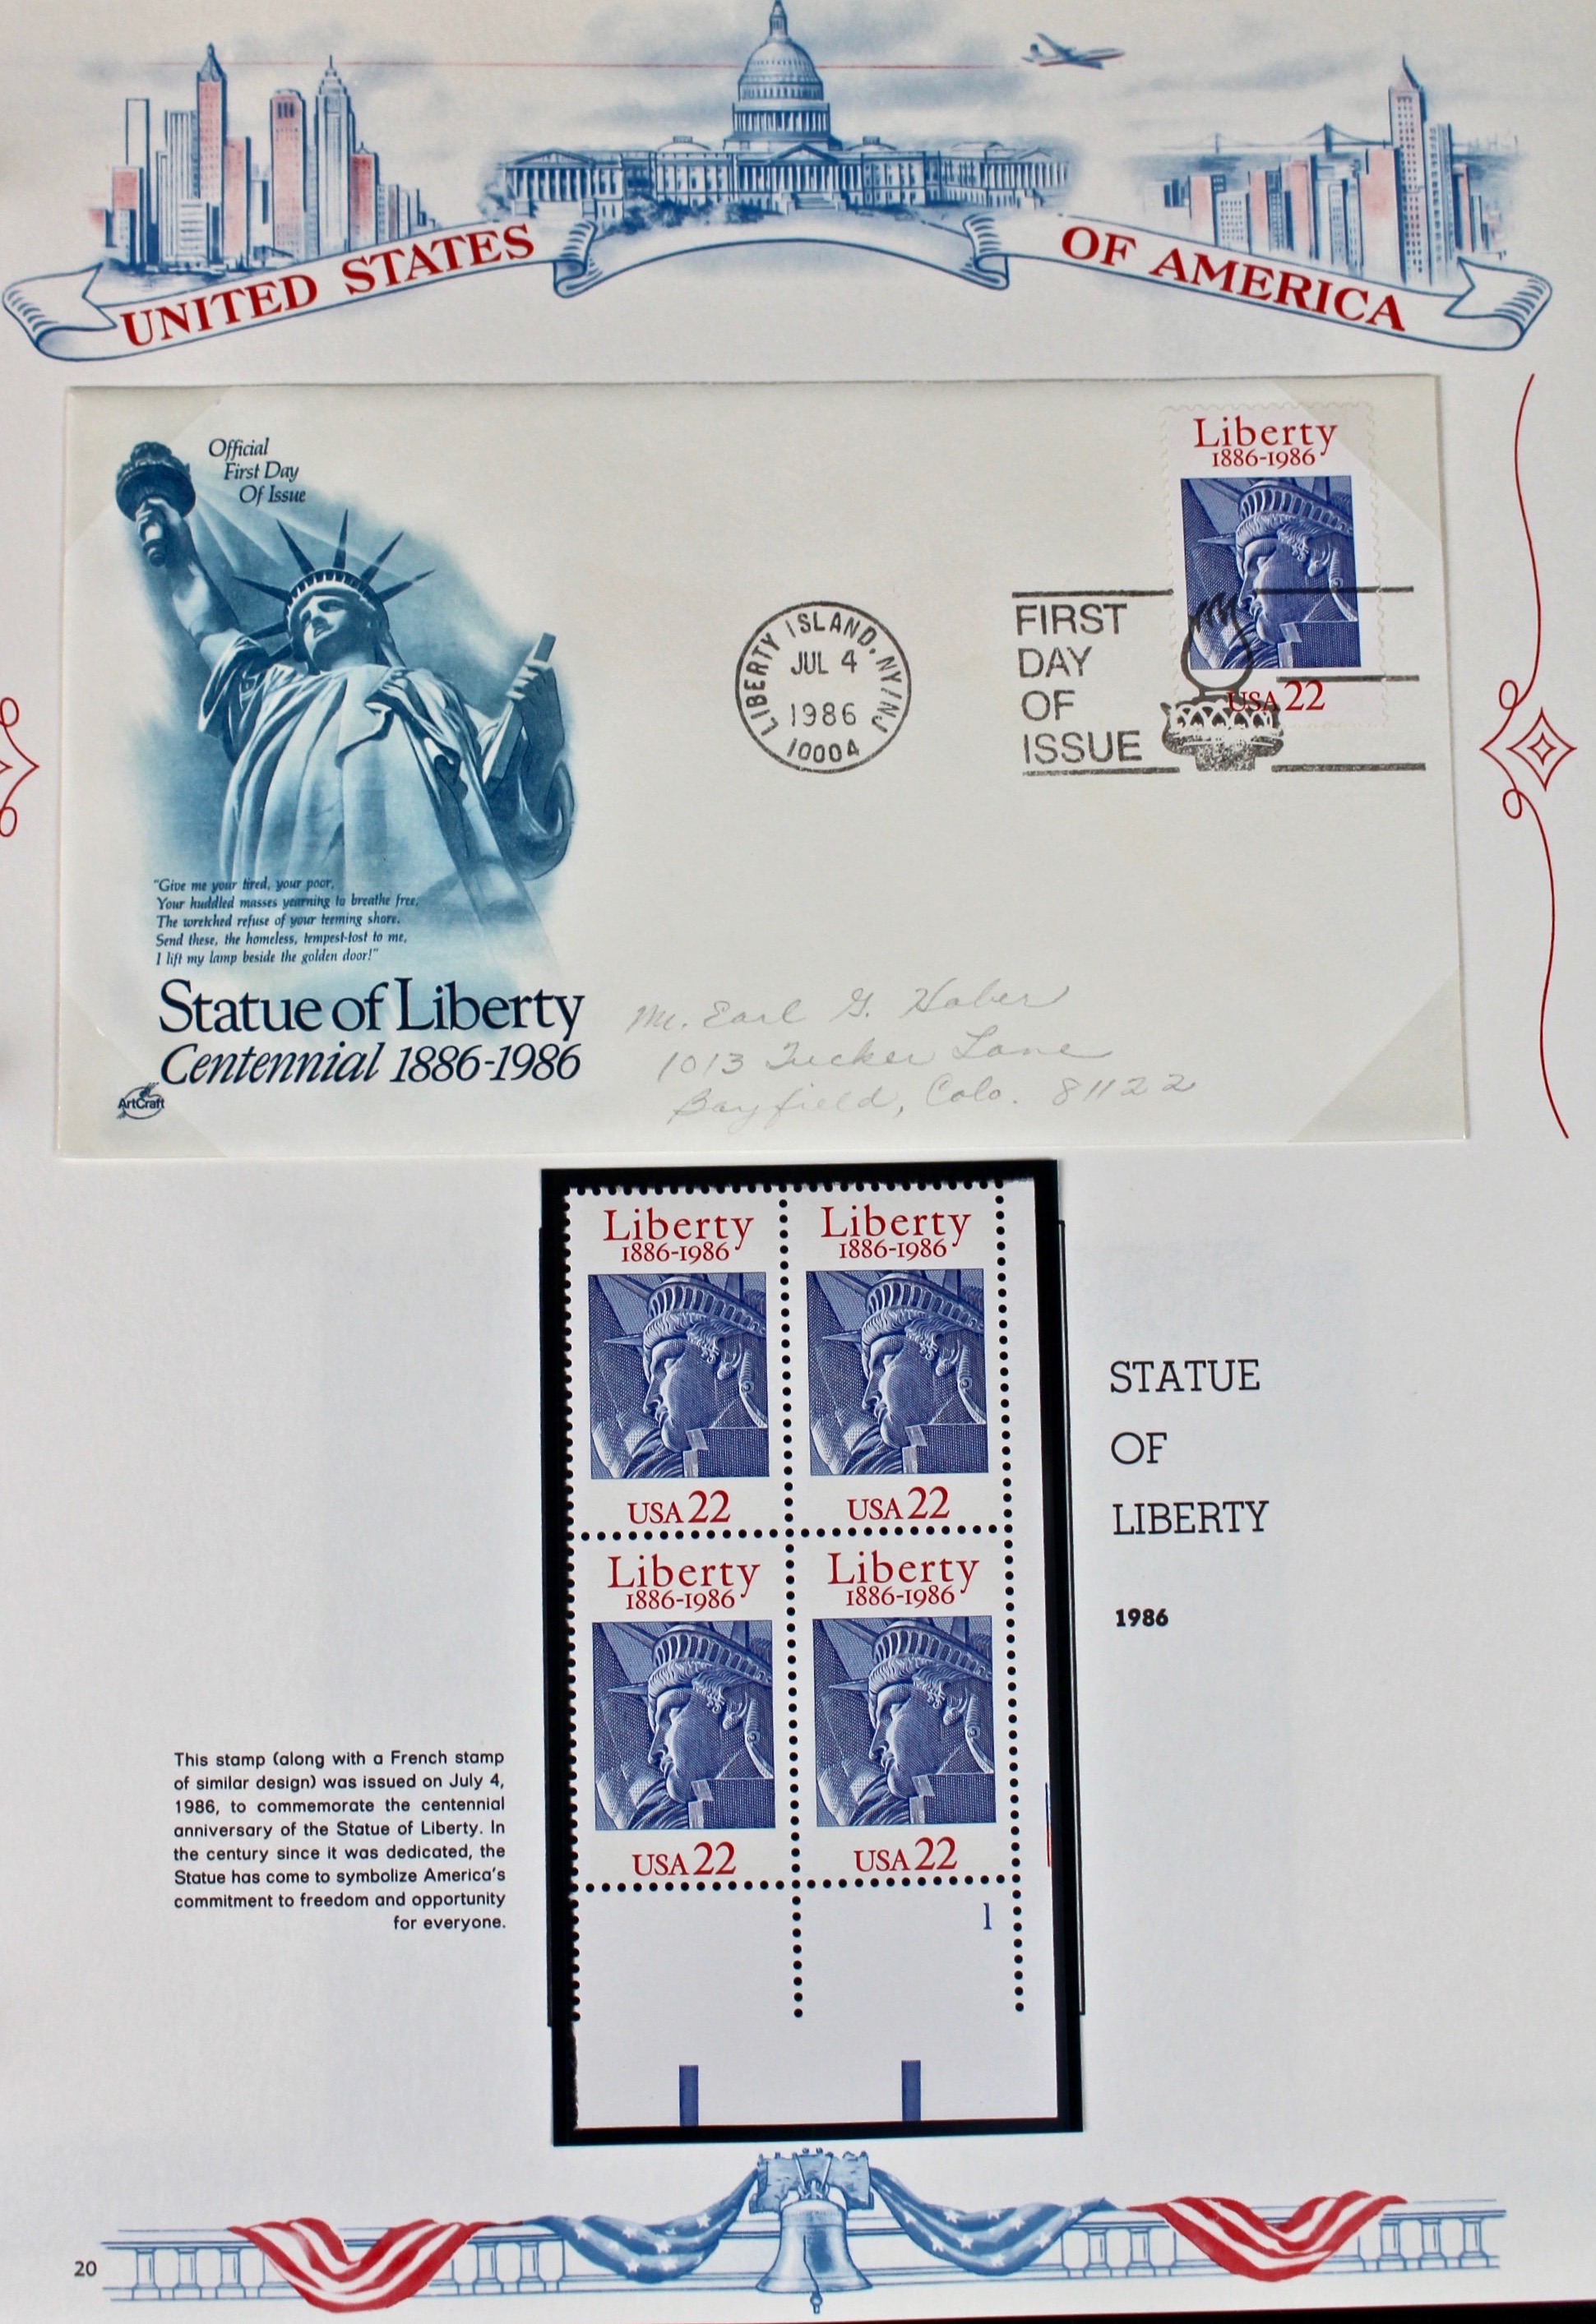 UNITED STATES OF AMERICA
Official
First Day
Of Issue
Liberty
1886-1986
USA 22
LIBERTY ISLAND, NY/NJ
JUL 4
1986
10004
FIRST
DAY
OF
ISSUE
"Give me your tired, your poor,
Your huddled masses yearning to breathe free,
The wretched refuse of your teeming shore.
Send these, the homeless, tempest-tost to me,
I lift my lamp beside the golden door!"
Statue of Liberty
Centennial 1886-1986
ArtCraft
Mr. Earl G. Haber
1013 Tucker Lane
Bayfield, Colo. 81122
Liberty
1886-1986
USA 22
Liberty
1886-1986
USA 22
Liberty
1886-1986
USA 22
Liberty
1886-1986
USA 22
1
STATUE
OF
LIBERTY
1986
This stamp (along with a French stamp
of similar design) was issued on July 4,
1986, to commemorate the centennial
anniversary of the Statue of Liberty. In
the century since it was dedicated, the
Statue has come to symbolize America's
commitment to freedom and opportunity
for everyone.
20